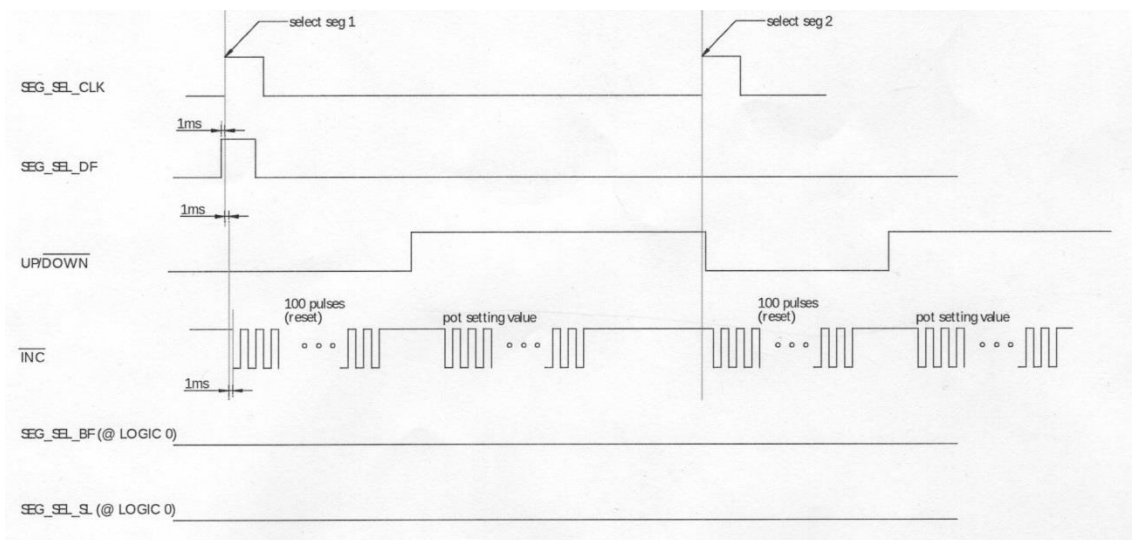 select seg 1
select seg 2
SEG_SEL_CLK
1ms
SEG_SEL_DF
1ms
UP/DOWN
100 pulses
(reset)
pot setting value
100 pulses
(reset)
pot setting value
INC
1ms
SEG_SEL_BF (@ LOGIC 0)
SEG_SEL_SL (@ LOGIC 0)